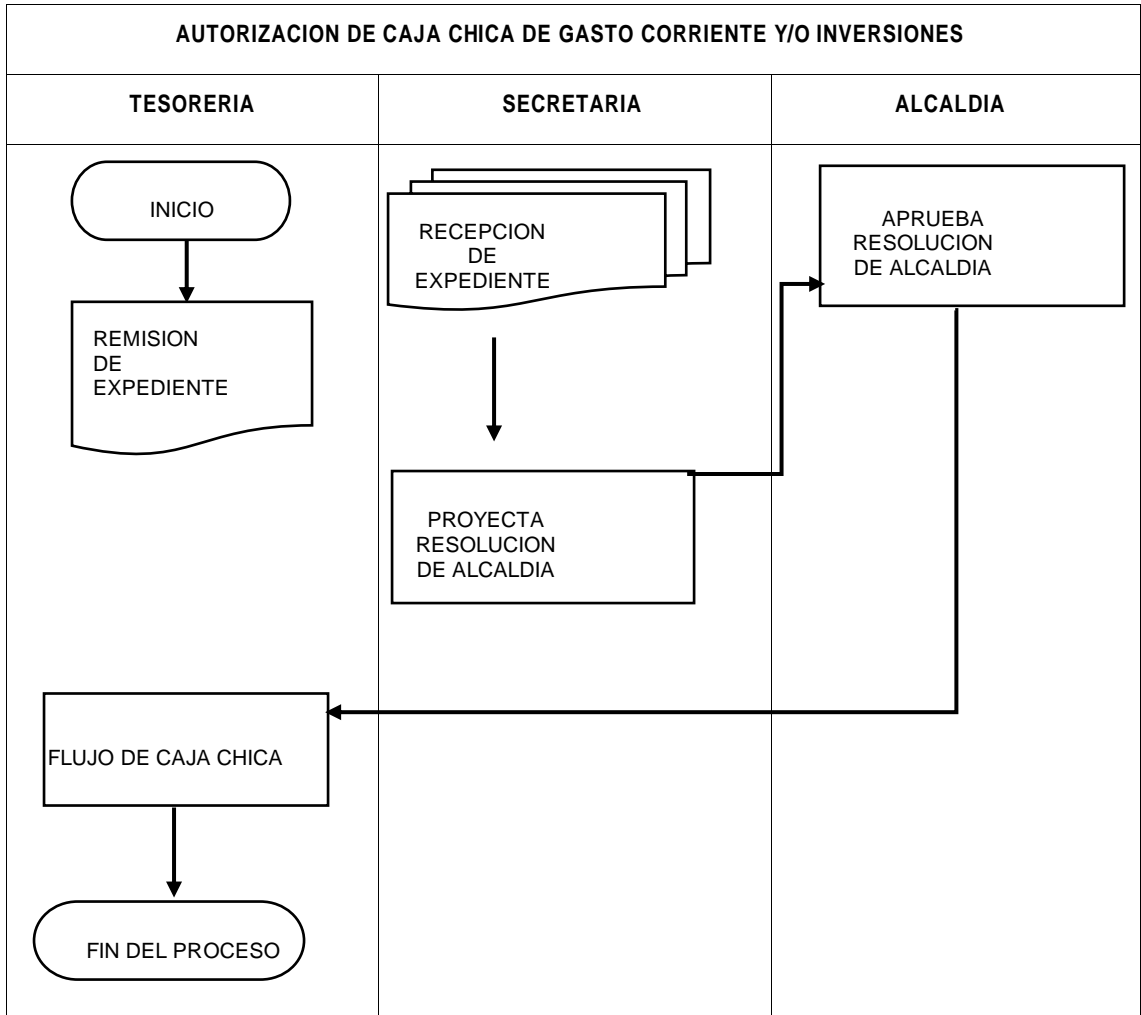 AUTORIZACION DE CAJA CHICA DE GASTO CORRIENTE Y/O INVERSIONES
TESORERIA
SECRETARIA
ALCALDIA
INICIO
REMISION
DE
EXPEDIENTE
RECEPCION
DE
EXPEDIENTE
PROYECTA
RESOLUCION
DE ALCALDIA
APRUEBA
RESOLUCION
DE ALCALDIA
FLUJO DE CAJA CHICA
FIN DEL PROCESO